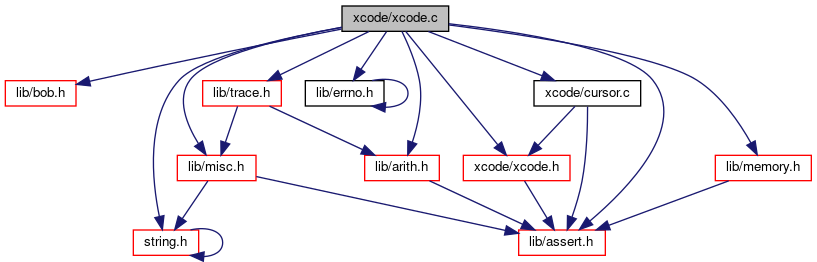 xcode/xcode.c
lib/bob.h
lib/trace.h
lib/errno.h
xcode/cursor.c
lib/misc.h
lib/arith.h
xcode/xcode.h
lib/memory.h
string.h
lib/assert.h